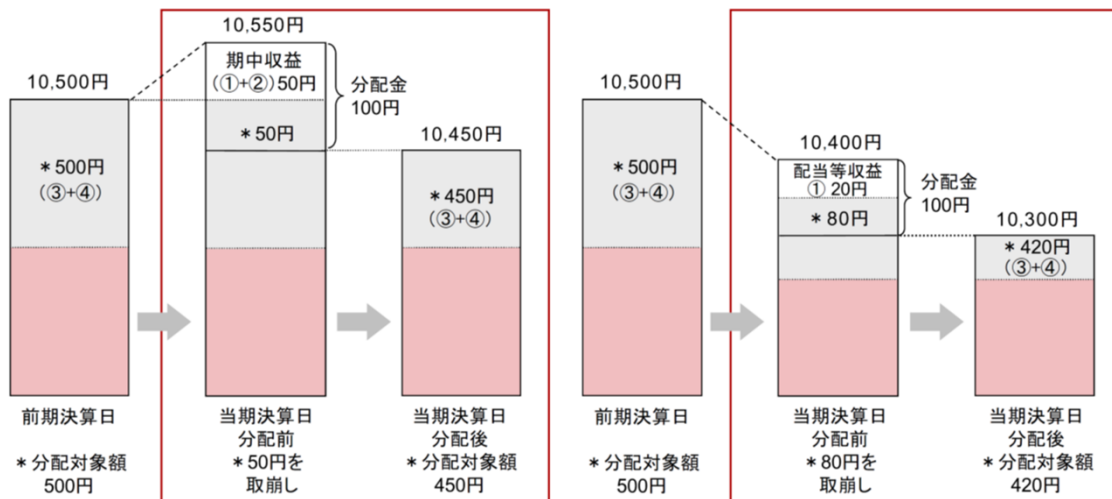 10,500円
＊500円
(③+④)
前期決算日
＊分配対象額
500円
10,550円
期中収益
(①+②)50円
＊50円
分配金
100円
当期決算日
分配前
＊50円を
取崩し
10,450円
＊450円
(③+④)
当期決算日
分配後
＊分配対象額
450円
10,500円
＊500円
(③+④)
前期決算日
＊分配対象額
500円
10,400円
配当等収益
① 20円
＊80円
分配金
100円
当期決算日
分配前
＊80円を
取崩し
10,300円
＊420円
(③+④)
当期決算日
分配後
＊分配対象額
420円